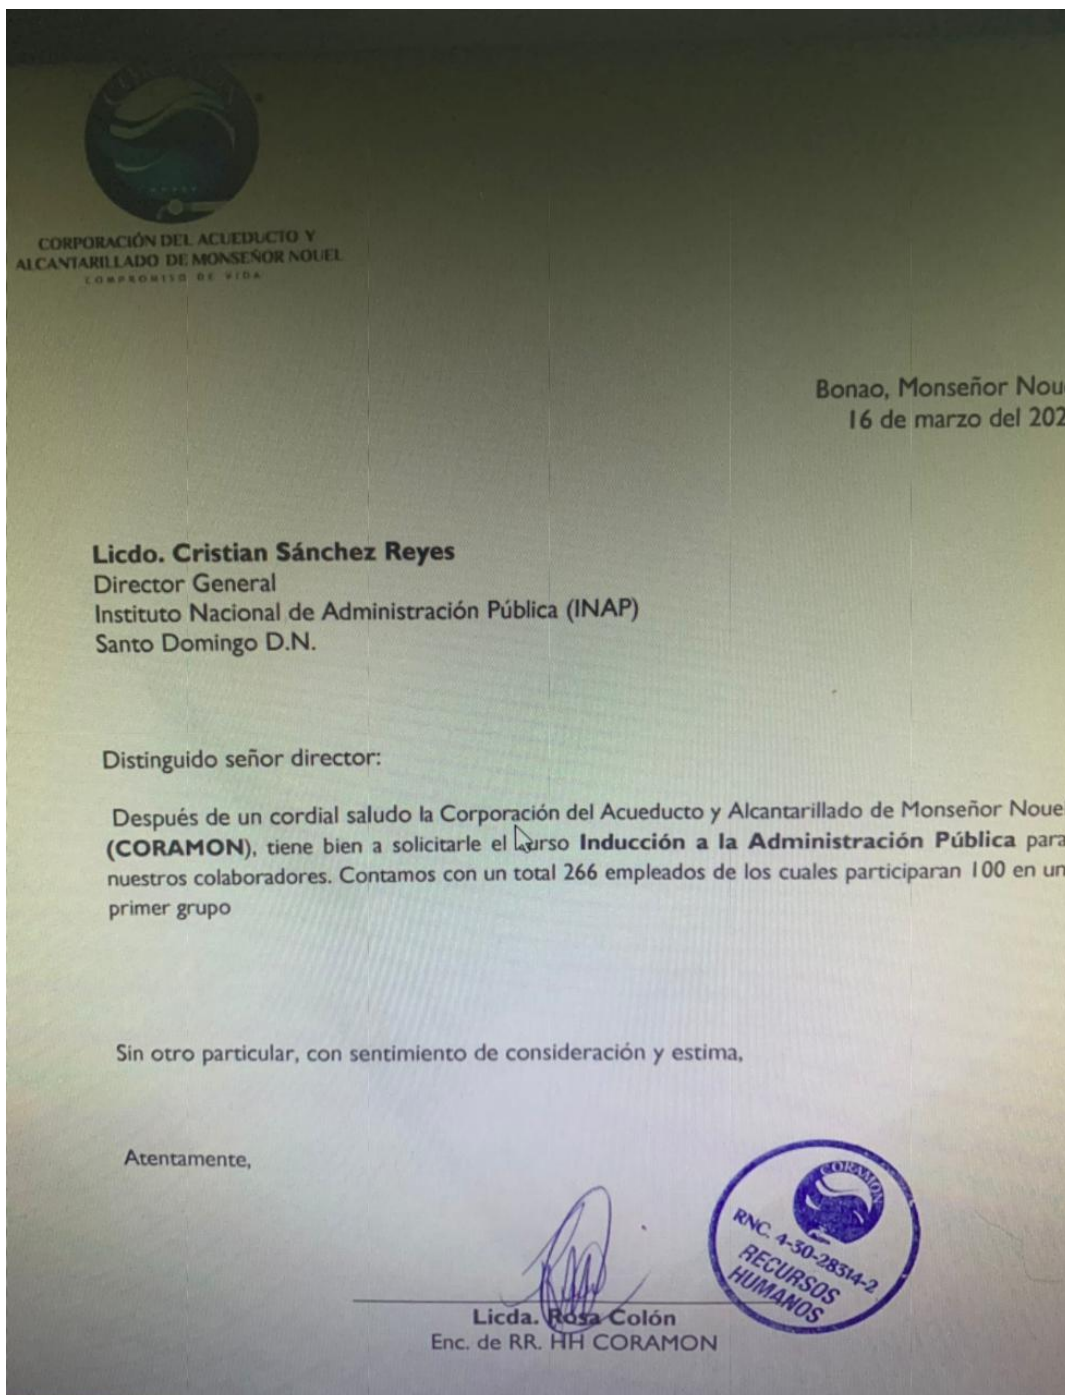 CORPORACIÓN DEL ACUEDUCTO Y
ALCANTARILLADO DE MONSEÑOR NOUEL
COMPROMISO DE VIDA
Bonao, Monseñor Nou
16 de marzo del 202
Licdo. Cristian Sánchez Reyes
Director General
Instituto Nacional de Administración Pública (INAP)
Santo Domingo D.N.
Distinguido señor director:
Después de un cordial saludo la Corporación del Acueducto y Alcantarillado de Monseñor Nouel
(CORAMON), tiene bien a solicitarle el curso Inducción a la Administración Pública para
nuestros colaboradores. Contamos con un total 266 empleados de los cuales participaran 100 en un
primer grupo
Sin otro particular, con sentimiento de consideración y estima,
Atentamente,
CORAMON
RNC. 4-30-28314-2
RECURSOS
HUMANOS
Licda. Rosa Colón
Enc. de RR. HH CORAMON